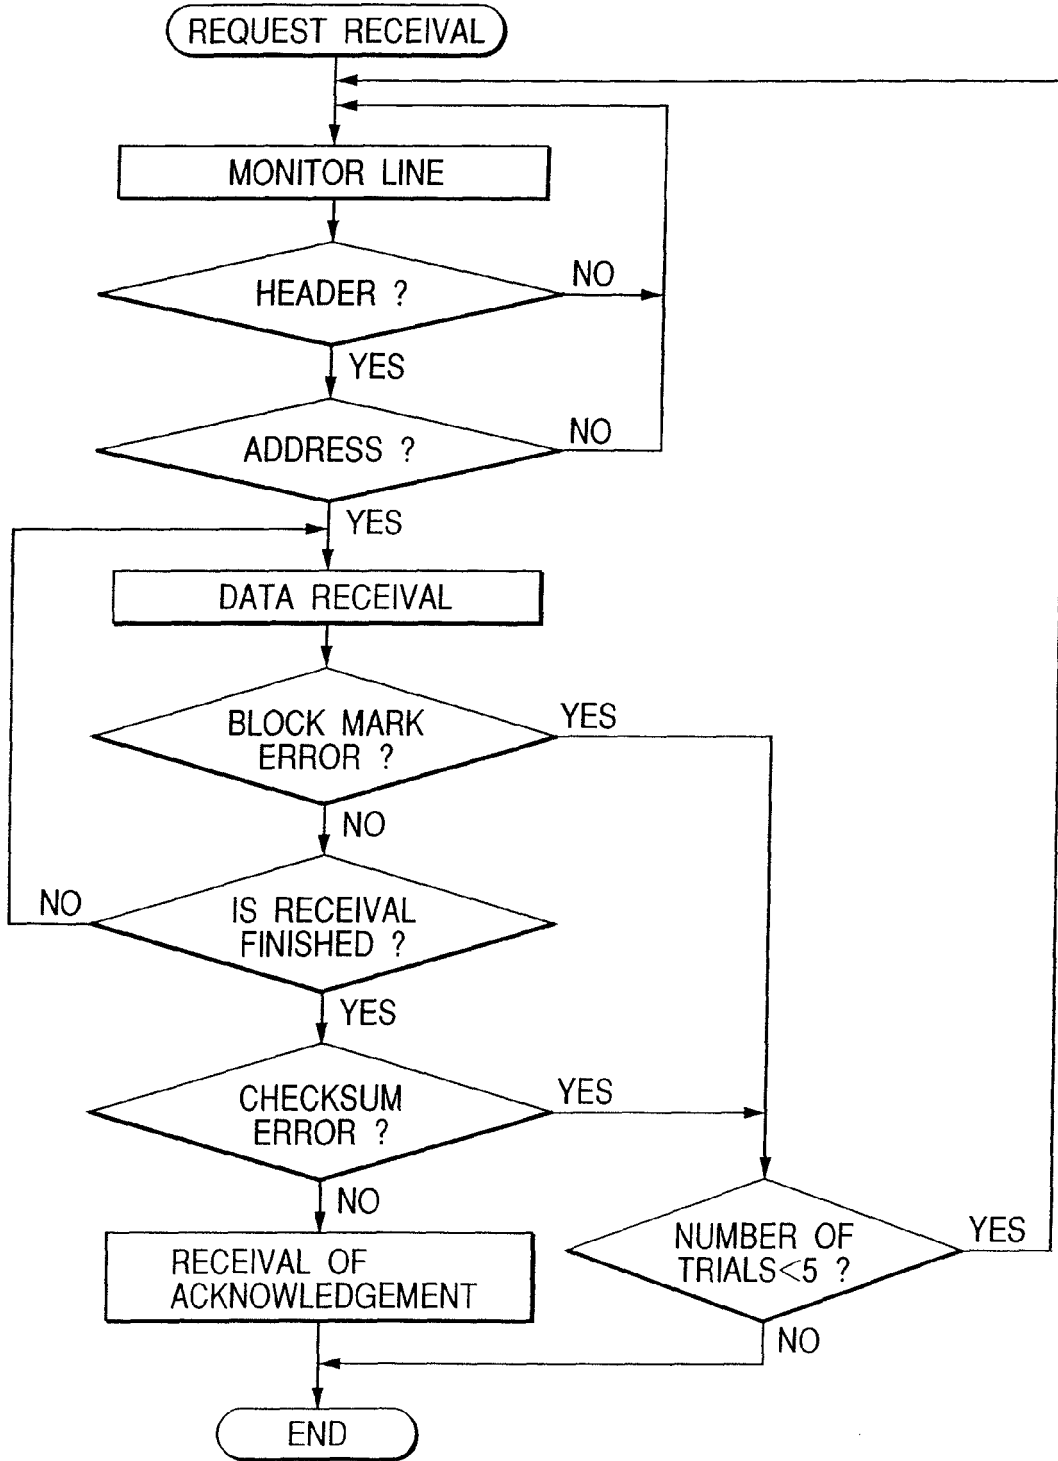 REQUEST RECEIVAL
MONITOR LINE
HEADER ?
NO
YES
ADDRESS ?
NO
YES
DATA RECEIVAL
BLOCK MARK
ERROR ?
YES
NO
IS RECEIVAL
FINISHED ?
NO
YES
CHECKSUM
ERROR ?
YES
NO
RECEIVAL OF
ACKNOWLEDGEMENT
NUMBER OF
TRIALS<5 ?
YES
NO
END